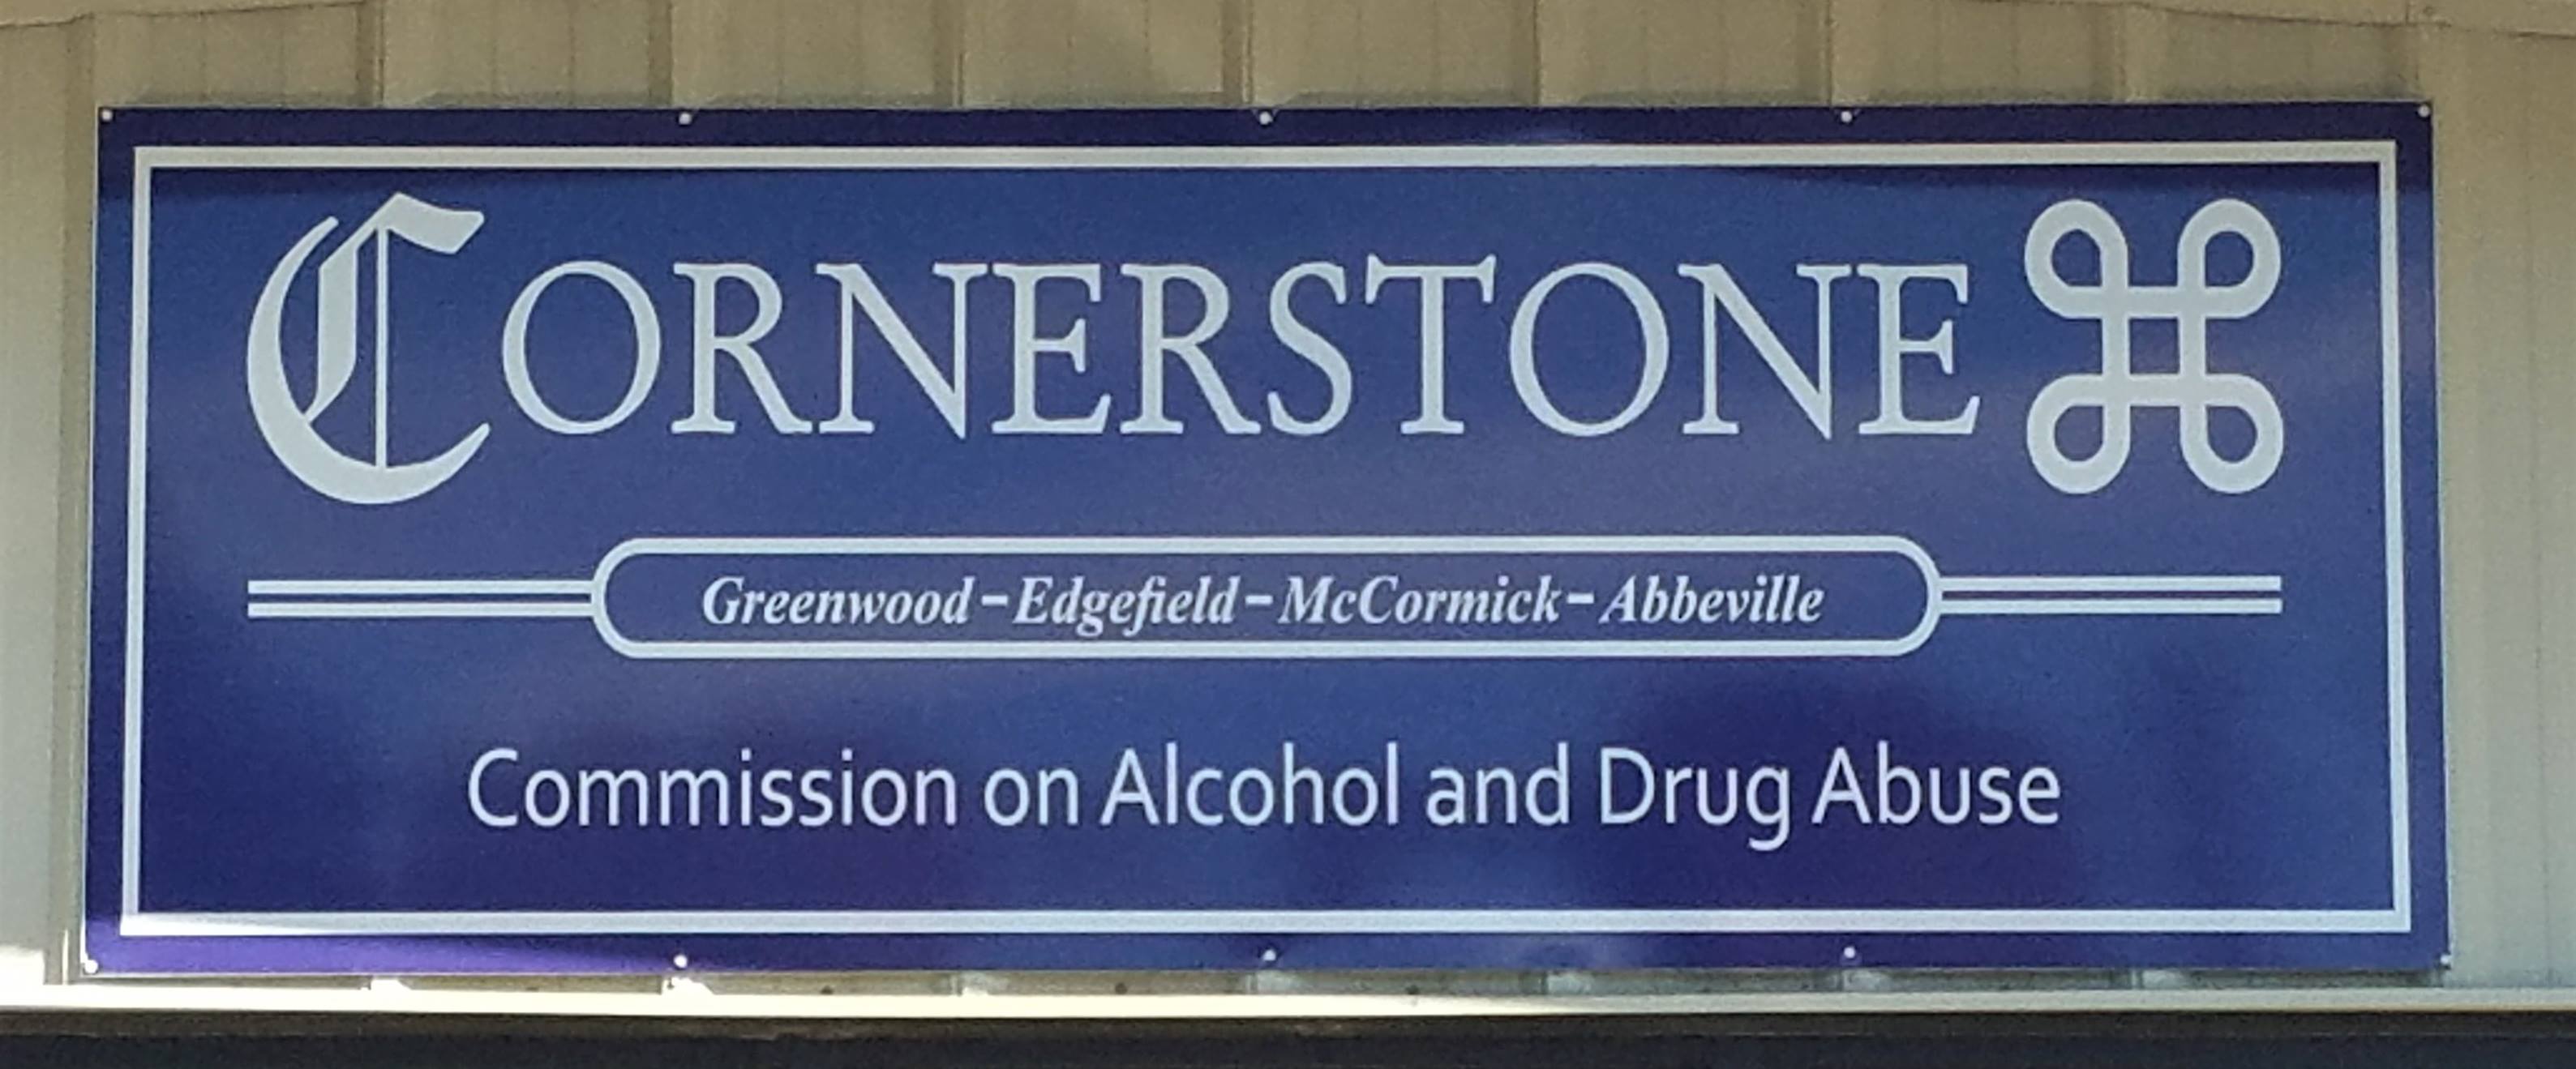 CORNERSTONE ⌘
Greenwood–Edgefield–McCormick–Abbeville
Commission on Alcohol and Drug Abuse